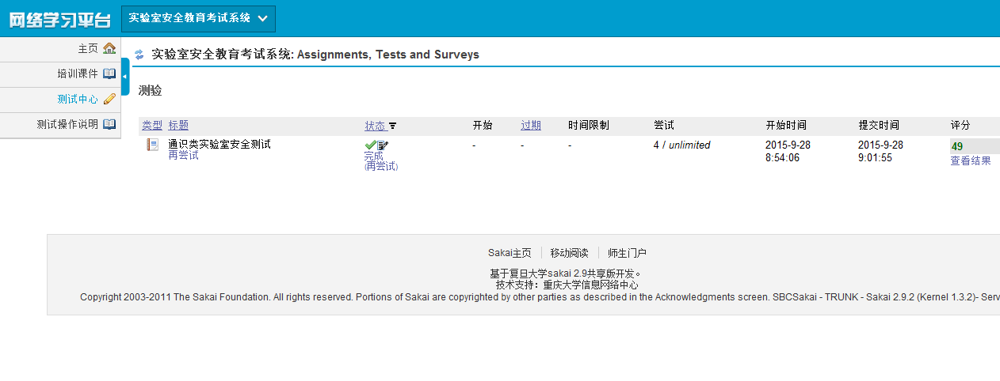 网络学习平台 实验室安全教育考试系统
主页
培训课件
测试中心
测试操作说明
实验室安全教育考试系统: Assignments, Tests and Surveys
测验
类型 标题 状态 开始 过期 时间限制 尝试 开始时间 提交时间 评分
通识类实验室安全测试 - - - 4 / unlimited 2015-9-28 2015-9-28 49
再尝试 完成 8:54:06 9:01:55 查看结果
(再尝试)
Sakai主页 移动阅读 师生门户
基于复旦大学sakai 2.9共享版开发。
技术支持：重庆大学信息网络中心
Copyright 2003-2011 The Sakai Foundation. All rights reserved. Portions of Sakai are copyrighted by other parties as described in the Acknowledgments screen. SBCSakai - TRUNK - Sakai 2.9.2 (Kernel 1.3.2)- Serv